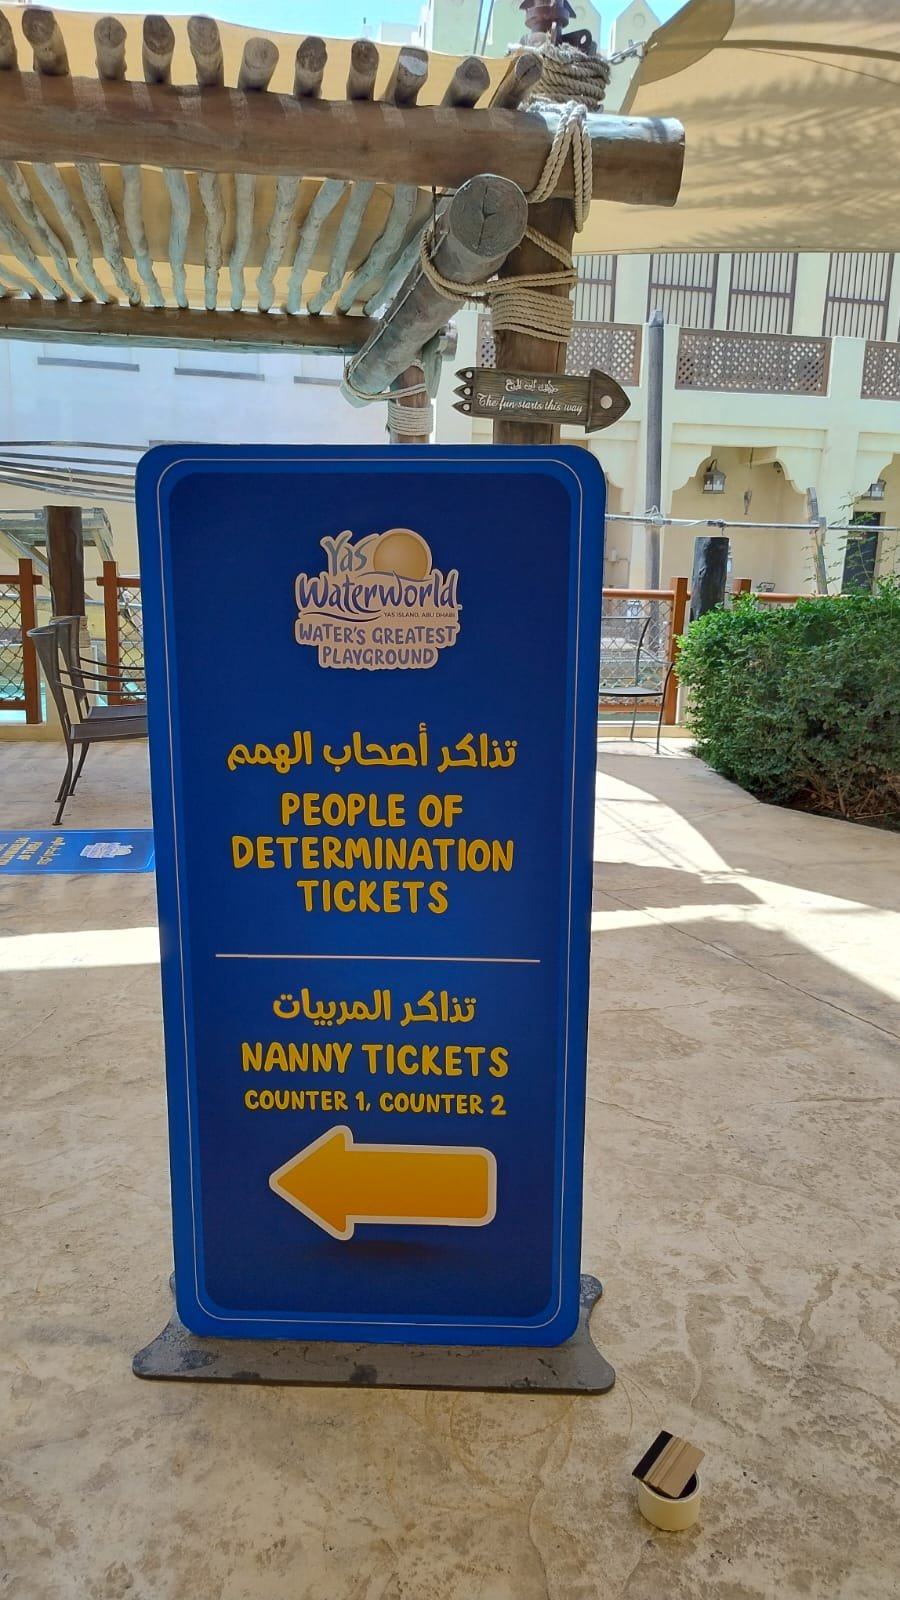 The fun starts this way
Yas
Waterworld
YAS ISLAND, ABU DHABI
WATER'S GREATEST
PLAYGROUND
تذاكر أصحاب الهمم
PEOPLE OF
DETERMINATION
TICKETS
تذاكر المربيات
NANNY TICKETS
COUNTER 1, COUNTER 2